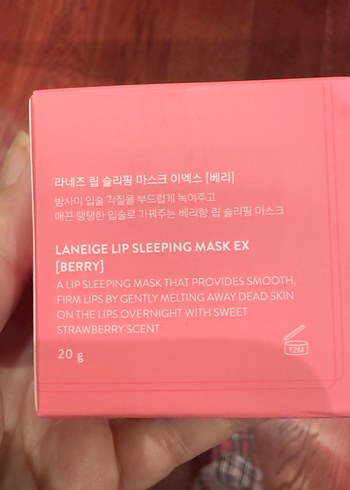 라네즈 립 슬리핑 마스크 이엑스 [베리]
밤사이 입술 각질을 부드럽게 녹여주고
매끈 탱탱한 입술로 가꿔주는 베리향 립 슬리핑 마스크
LANEIGE LIP SLEEPING MASK EX
[BERRY]
A LIP SLEEPING MASK THAT PROVIDES SMOOTH,
FIRM LIPS BY GENTLY MELTING AWAY DEAD SKIN
ON THE LIPS OVERNIGHT WITH SWEET
STRAWBERRY SCENT
20 g
12M